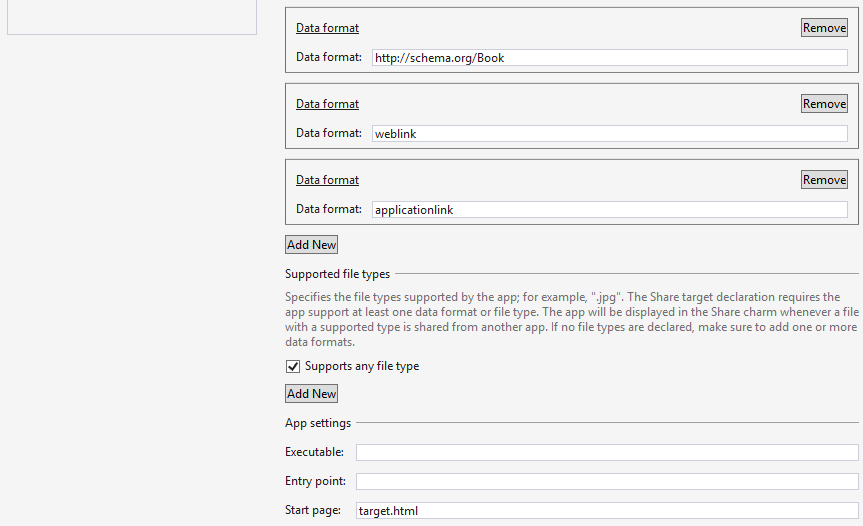 Data format
Remove
Data format: http://schema.org/Book
Data format
Remove
Data format: weblink
Data format
Remove
Data format: applicationlink
Add New
Supported file types
Specifies the file types supported by the app; for example, ".jpg". The Share target declaration requires the
app support at least one data format or file type. The app will be displayed in the Share charm whenever a file
with a supported type is shared from another app. If no file types are declared, make sure to add one or more
data formats.
Supports any file type
Add New
App settings
Executable:
Entry point:
Start page: target.html